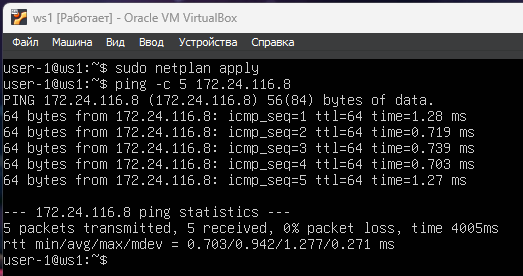 ws1 [Работает] - Oracle VM VirtualBox
Файл Машина Вид Ввод Устройства Справка
user-1@ws1:~$ sudo netplan apply
user-1@ws1:~$ ping -c 5 172.24.116.8
PING 172.24.116.8 (172.24.116.8) 56(84) bytes of data.
64 bytes from 172.24.116.8: icmp_seq=1 ttl=64 time=1.28 ms
64 bytes from 172.24.116.8: icmp_seq=2 ttl=64 time=0.719 ms
64 bytes from 172.24.116.8: icmp_seq=3 ttl=64 time=0.739 ms
64 bytes from 172.24.116.8: icmp_seq=4 ttl=64 time=0.703 ms
64 bytes from 172.24.116.8: icmp_seq=5 ttl=64 time=1.27 ms
--- 172.24.116.8 ping statistics ---
5 packets transmitted, 5 received, 0% packet loss, time 4005ms
rtt min/avg/max/mdev = 0.703/0.942/1.277/0.271 ms
user-1@ws1:~$